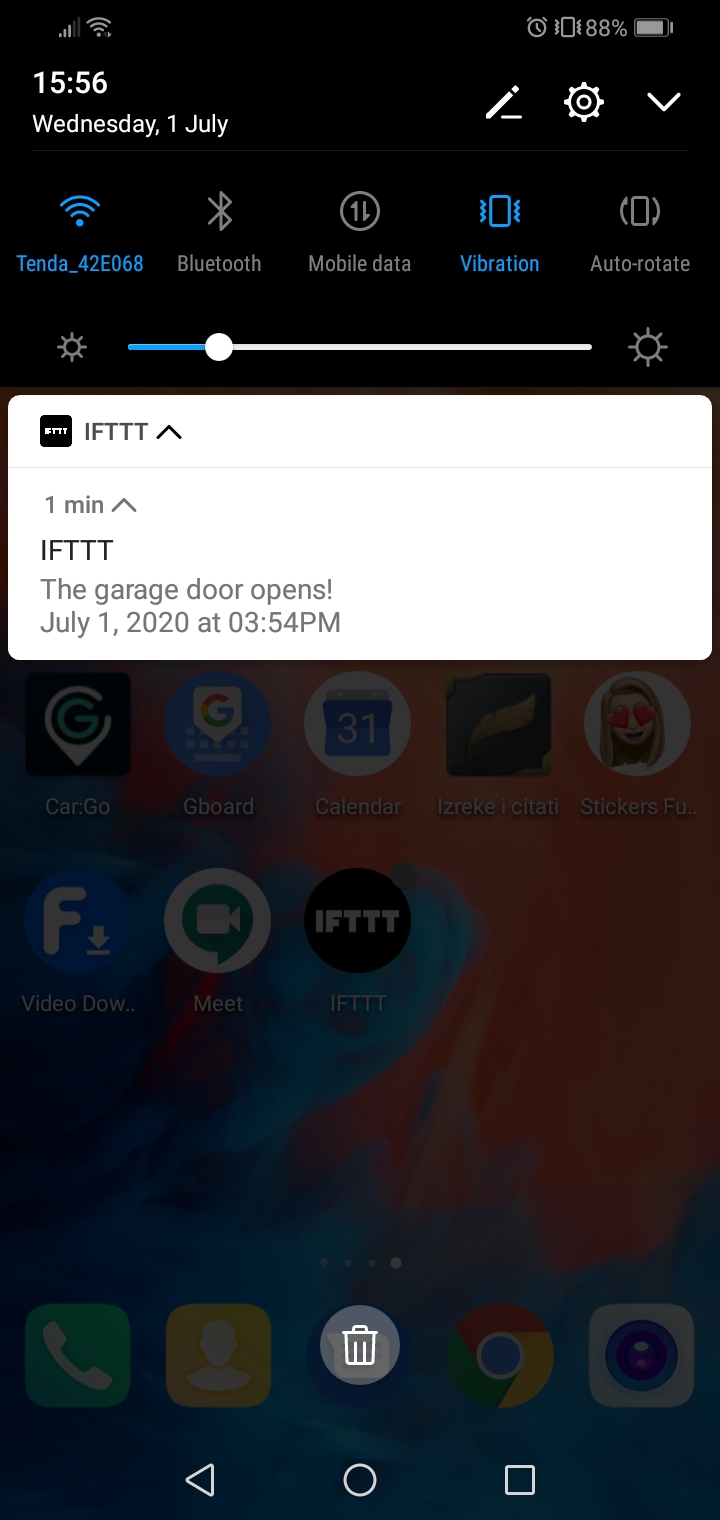 88%
15:56
Wednesday, 1 July
Tenda_42E068 Bluetooth Mobile data Vibration Auto-rotate
IFTTT IFTTT
1 min
IFTTT
The garage door opens!
July 1, 2020 at 03:54PM
G G 31
Car:Go Gboard Calendar Izreke i citati Stickers Fu..
F IFTTT
Video Dow.. Meet IFTTT